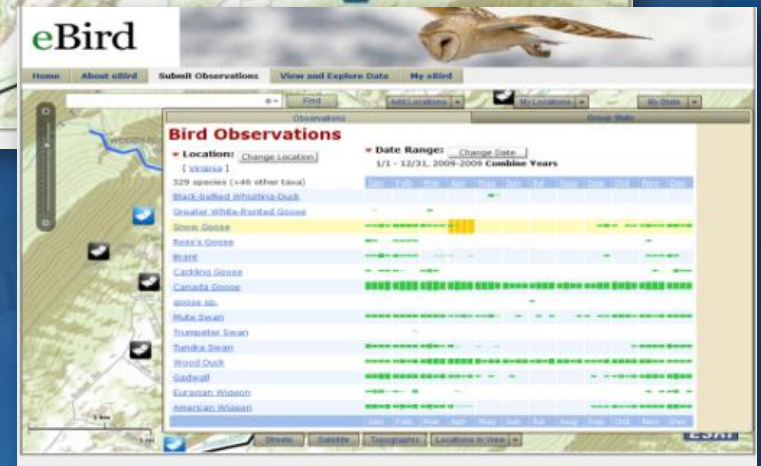 eBird
Home About eBird Submit Observations View and Explore Data My eBird
Find Add Locations My Locations My Stats
Observations Group Stats
Bird Observations
Location: Change Location
[ Virginia ]
Date Range: Change Date
1/1 - 12/31, 2009-2009 Combine Years
329 species (+46 other taxa)
Jan Feb Mar Apr May Jun Jul Aug Sep Oct Nov Dec
Black-bellied Whistling-Duck
Greater White-fronted Goose
Snow Goose
Ross's Goose
Brant
Cackling Goose
Canada Goose
goose sp.
Mute Swan
Trumpeter Swan
Tundra Swan
Wood Duck
Gadwall
Eurasian Wigeon
American Wigeon
Jan Feb Mar Apr May Jun Jul Aug Sep Oct Nov Dec
Streets Satellite Topographic Locations in View
ESRI